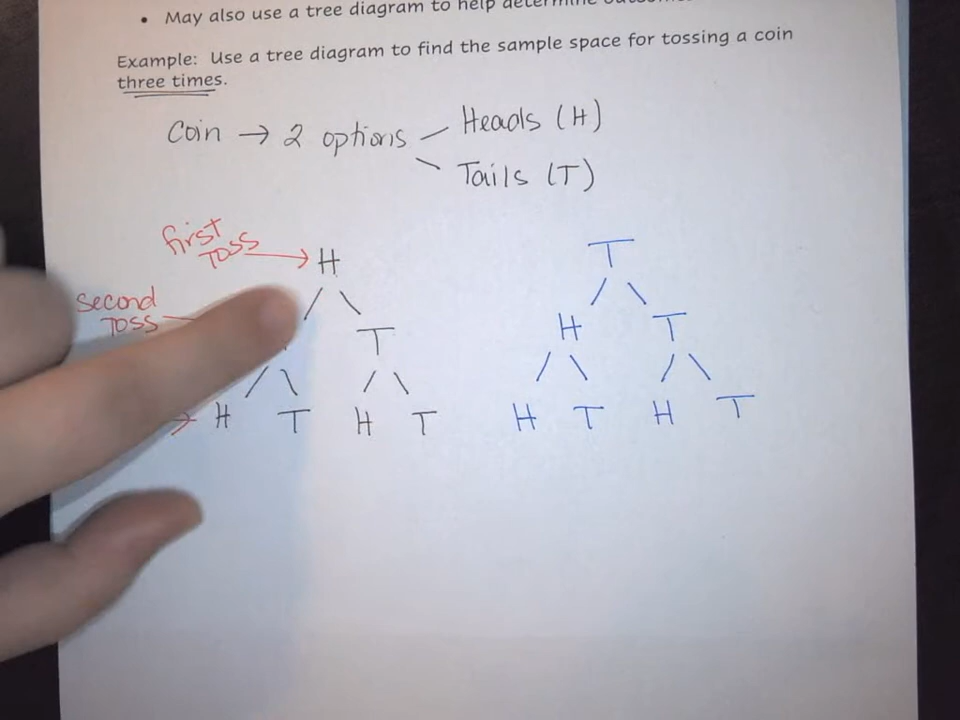 • May also use a tree diagram to help determine
Example: Use a tree diagram to find the sample space for tossing a coin
three times.
Coin → 2 options
Heads (H)
Tails (T)
first
Toss → H
T
Second
Toss
T
H T
→ H T H T
H T H T